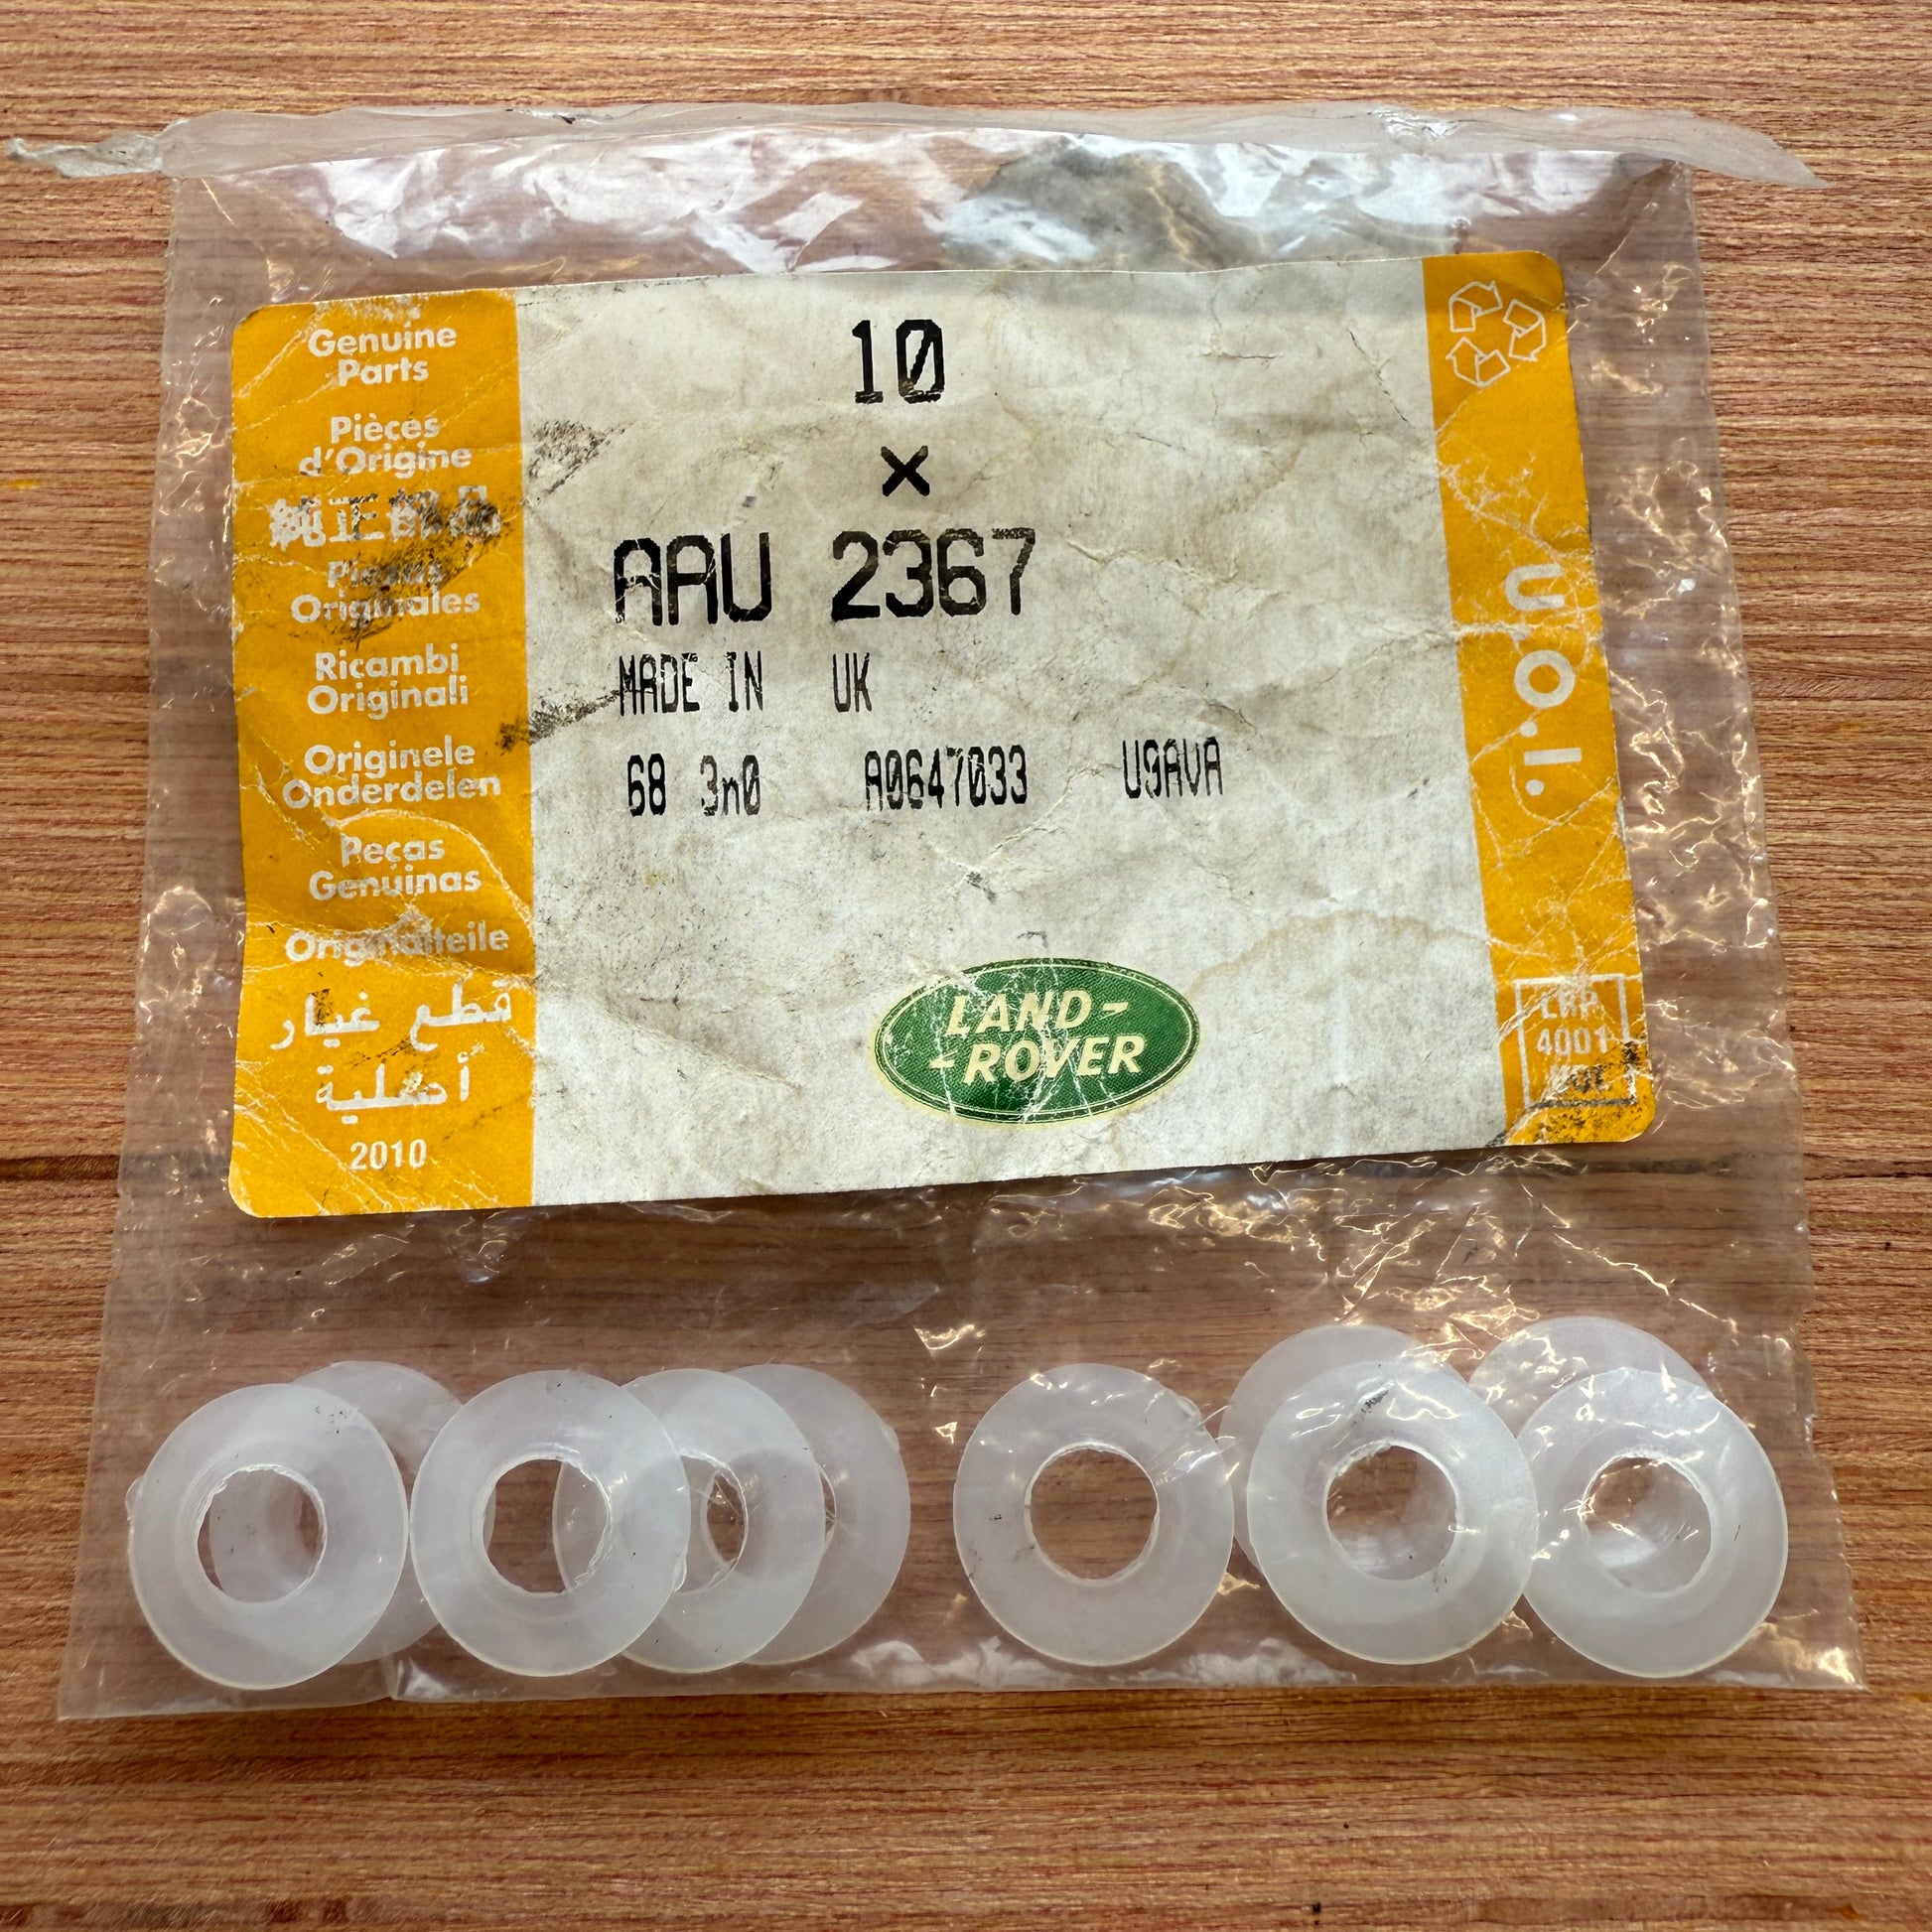 Genuine
Parts
Pièces
d'Origine
純正部品
Piezas
Originales
Ricambi
Originali
Originele
Onderdelen
Peças
Genuinas
Originalteile
قطع غيار
أصلية
2010
10
x
AAU 2367
MADE IN UK
68 3n0 A0647033 USAVA
LAND-
-ROVER
U.O.I.
LRP
4001